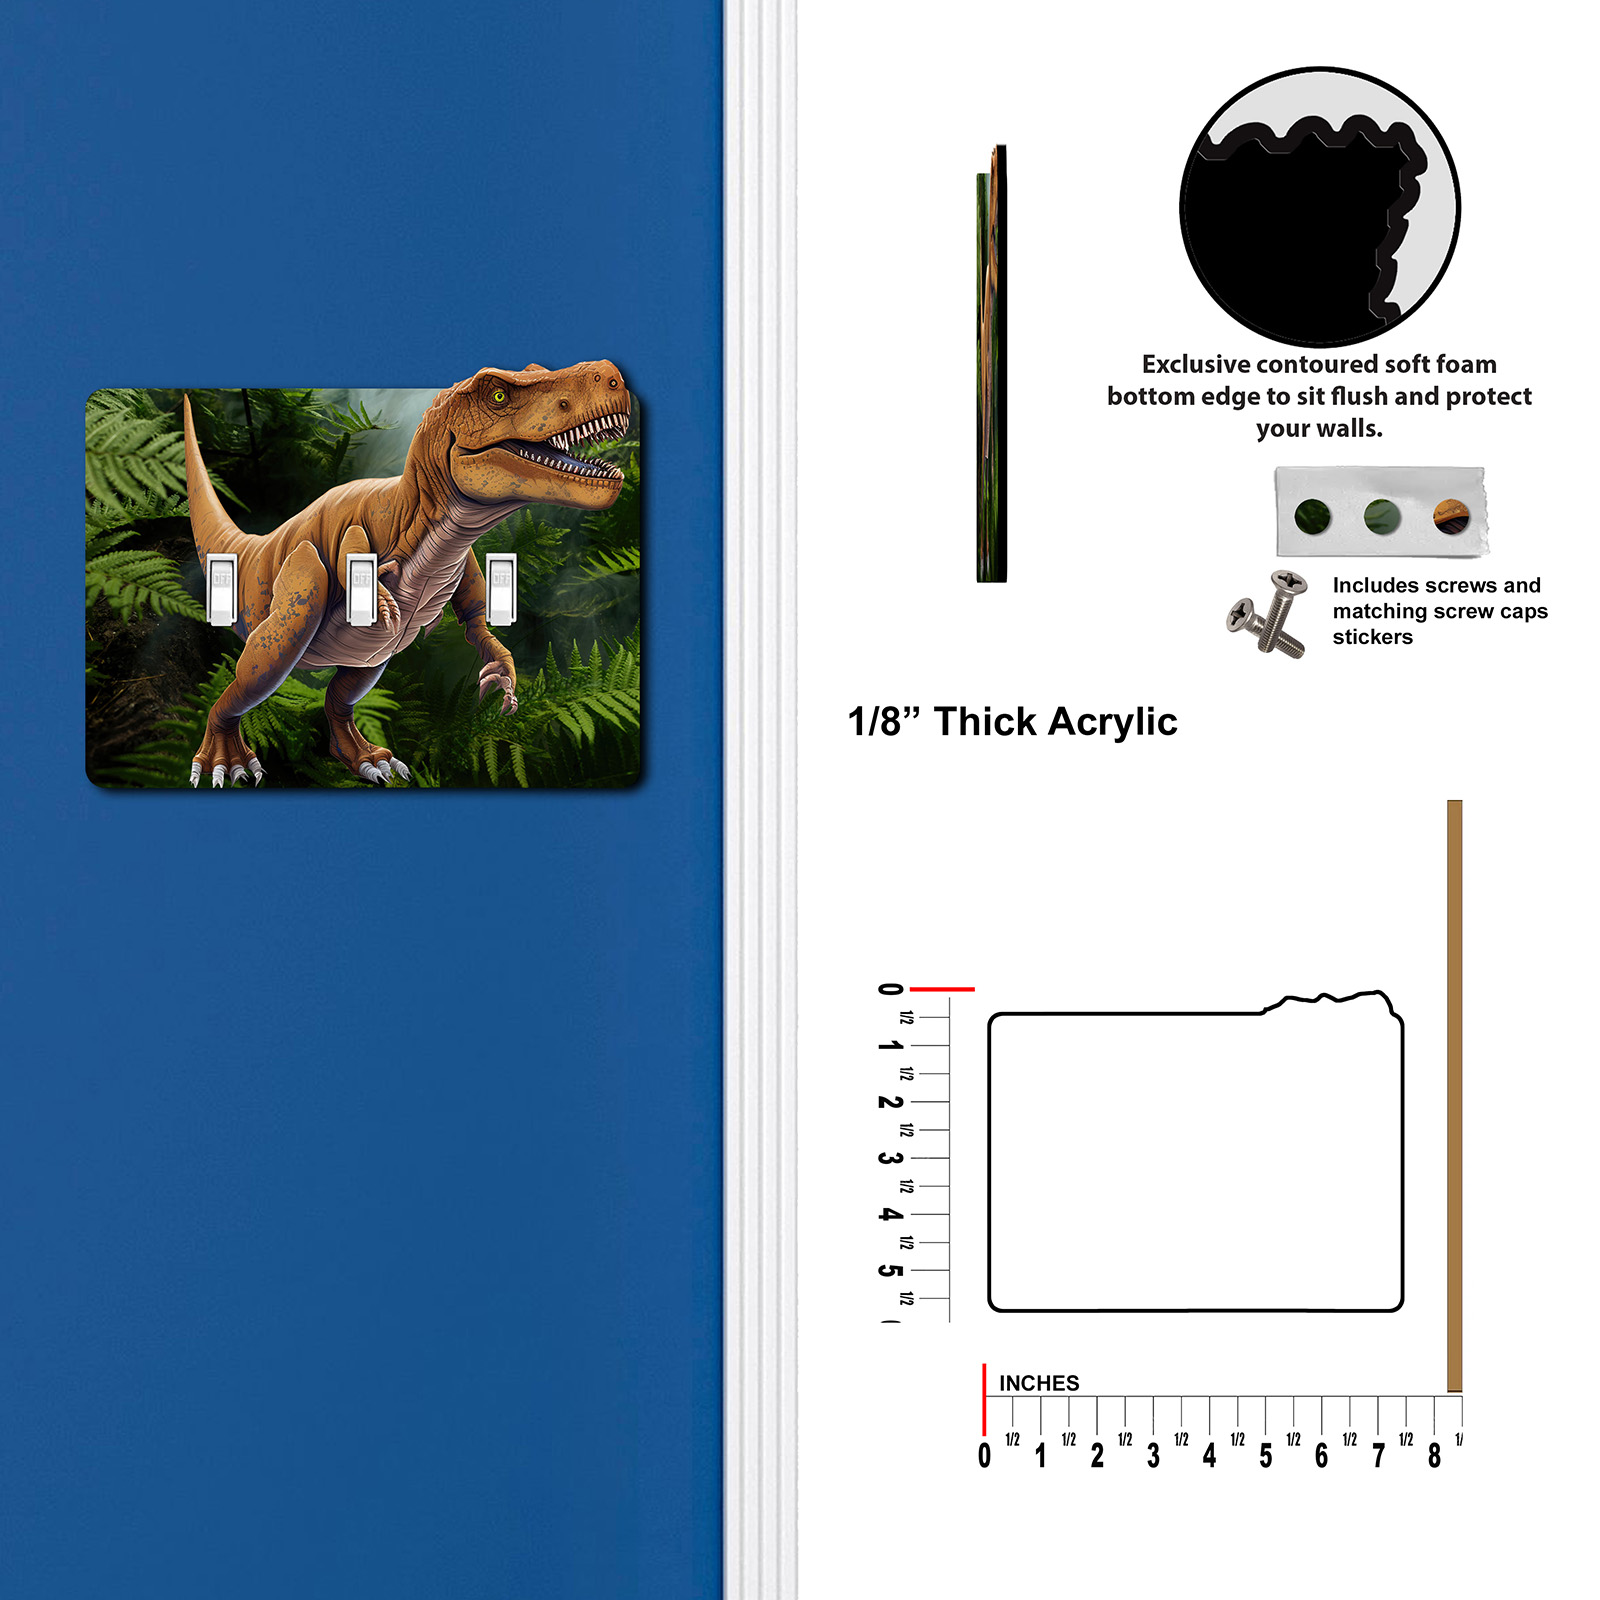 OFF OFF OFF
Exclusive contoured soft foam
bottom edge to sit flush and protect
your walls.
Includes screws and
matching screw caps
stickers
1/8” Thick Acrylic
0
1/2
1
1/2
2
1/2
3
1/2
4
1/2
5
1/2
INCHES
0 1/2 1 1/2 2 1/2 3 1/2 4 1/2 5 1/2 6 1/2 7 1/2 8